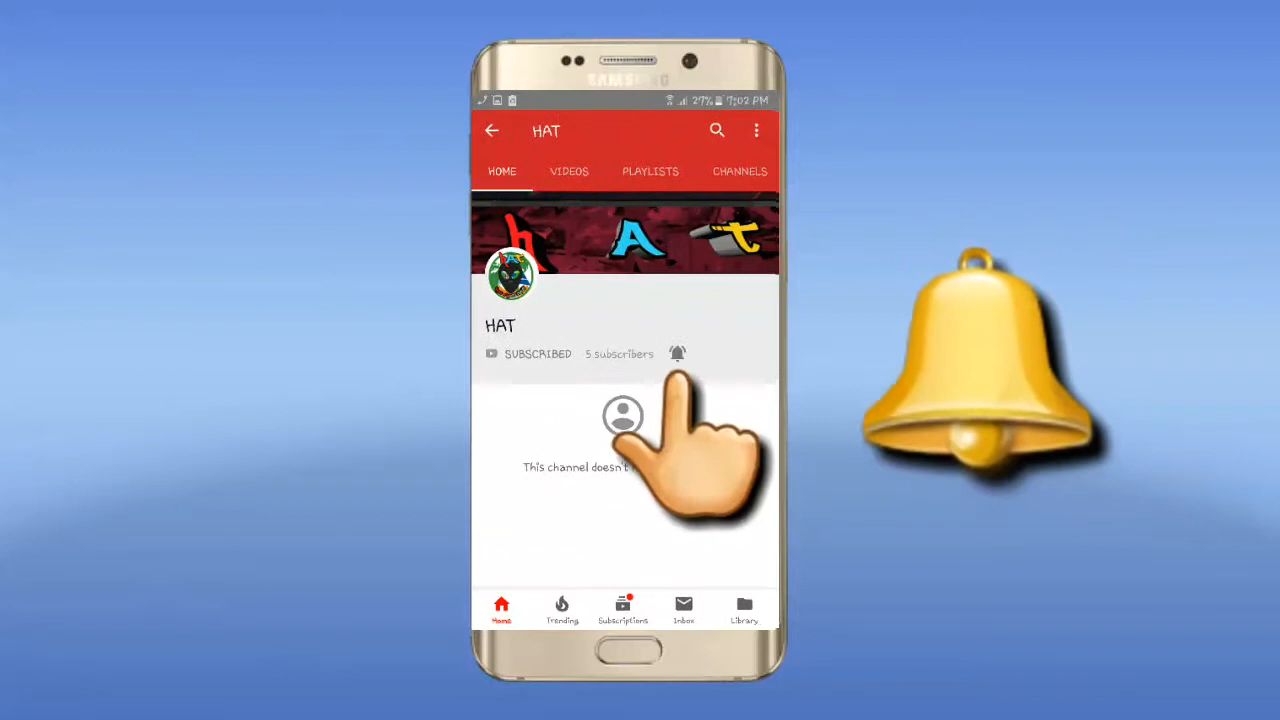 SAMSUNG
27% 7:02 PM
HAT
HOME VIDEOS PLAYLISTS CHANNELS
h A t
HAT
SUBSCRIBED 5 subscribers
This channel doesn't
Home Trending Subscriptions Inbox Library